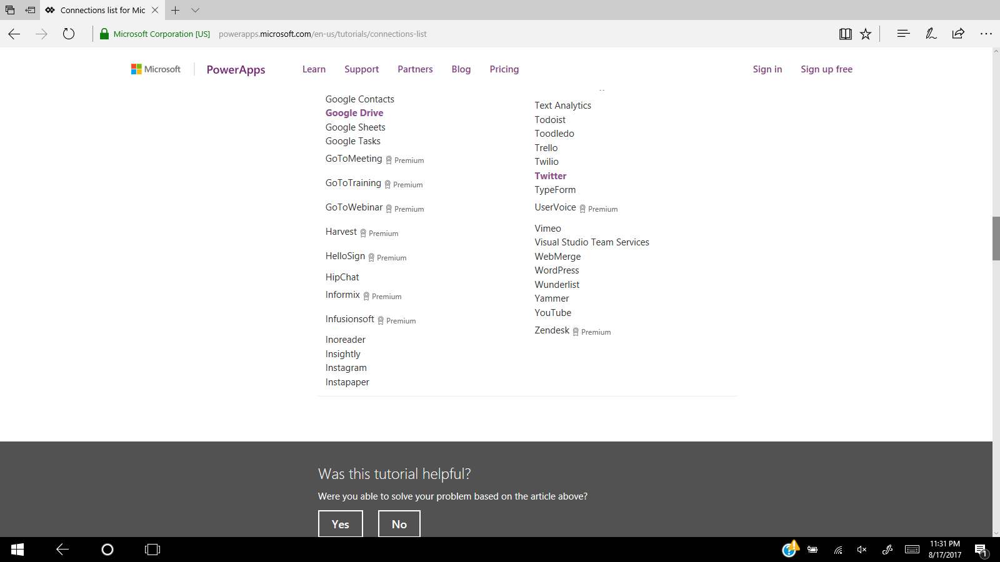 Connections list for Mic
Microsoft Corporation [US] powerapps.microsoft.com/en-us/tutorials/connections-list
Microsoft PowerApps Learn Support Partners Blog Pricing Sign in Sign up free
Google Contacts
Google Drive
Google Sheets
Google Tasks
GoToMeeting Premium
GoToTraining Premium
GoToWebinar Premium
Harvest Premium
HelloSign Premium
HipChat
Informix Premium
Infusionsoft Premium
Inoreader
Insightly
Instagram
Instapaper
Text Analytics
Todoist
Toodledo
Trello
Twilio
Twitter
TypeForm
UserVoice Premium
Vimeo
Visual Studio Team Services
WebMerge
WordPress
Wunderlist
Yammer
YouTube
Zendesk Premium
Was this tutorial helpful?
Were you able to solve your problem based on the article above?
Yes No
11:31 PM
8/17/2017
1